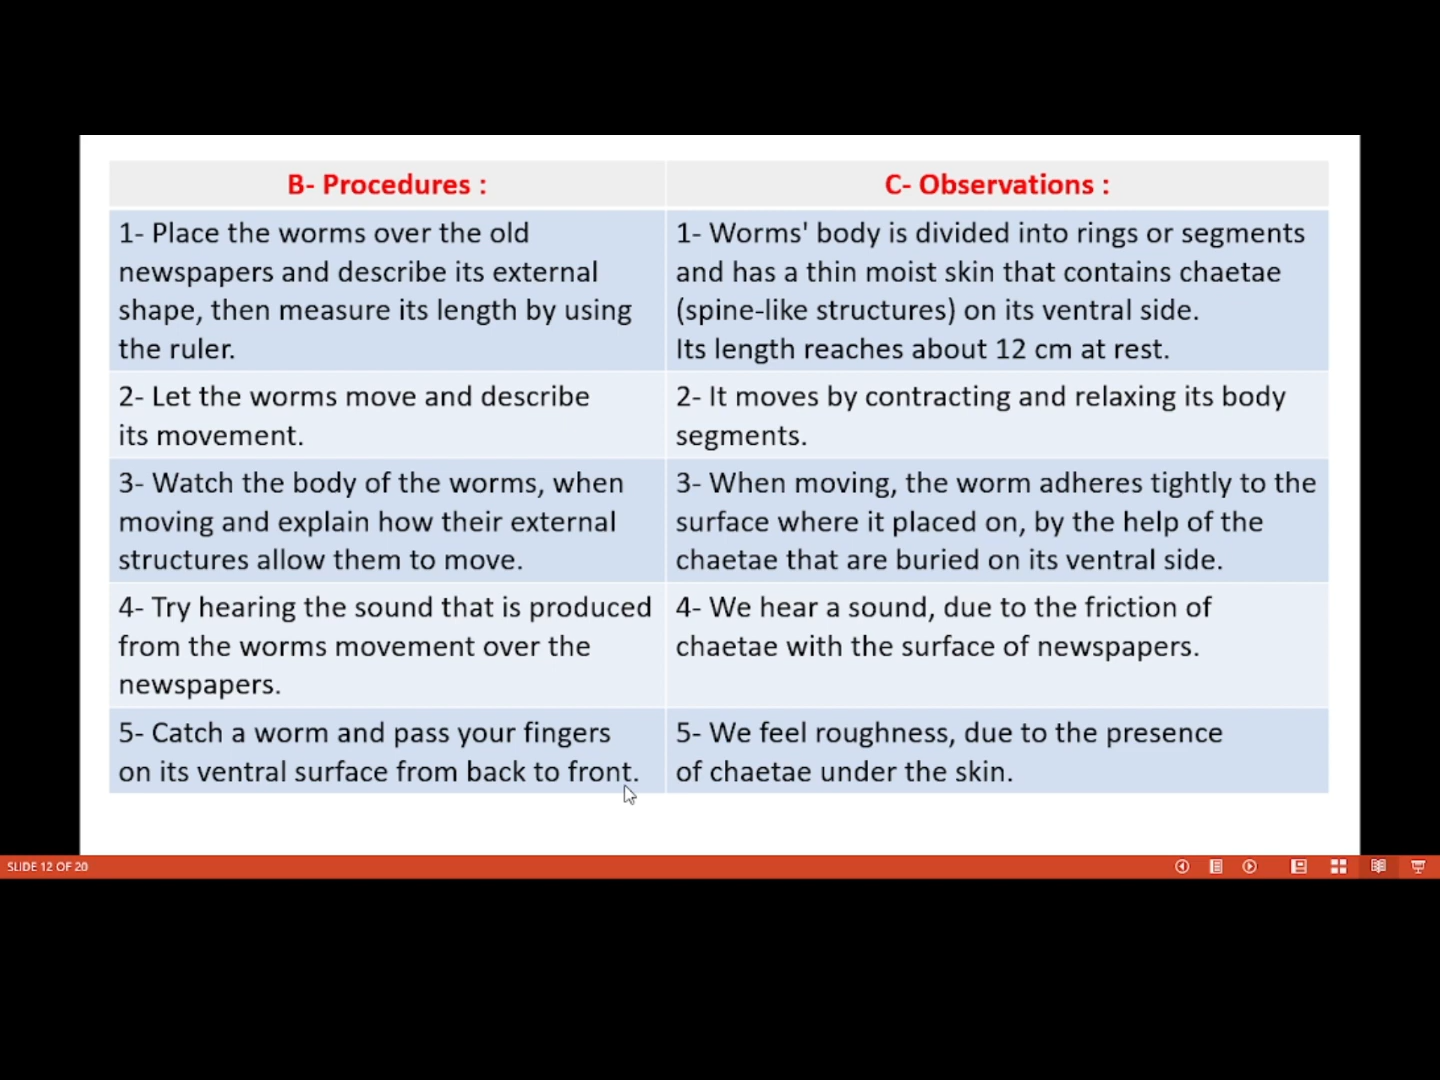 B- Procedures :
C- Observations :
1- Place the worms over the old
newspapers and describe its external
shape, then measure its length by using
the ruler.
1- Worms' body is divided into rings or segments
and has a thin moist skin that contains chaetae
(spine-like structures) on its ventral side.
Its length reaches about 12 cm at rest.
2- Let the worms move and describe
its movement.
2- It moves by contracting and relaxing its body
segments.
3- Watch the body of the worms, when
moving and explain how their external
structures allow them to move.
3- When moving, the worm adheres tightly to the
surface where it placed on, by the help of the
chaetae that are buried on its ventral side.
4- Try hearing the sound that is produced
from the worms movement over the
newspapers.
4- We hear a sound, due to the friction of
chaetae with the surface of newspapers.
5- Catch a worm and pass your fingers
on its ventral surface from back to front.
5- We feel roughness, due to the presence
of chaetae under the skin.
SLIDE 12 OF 20